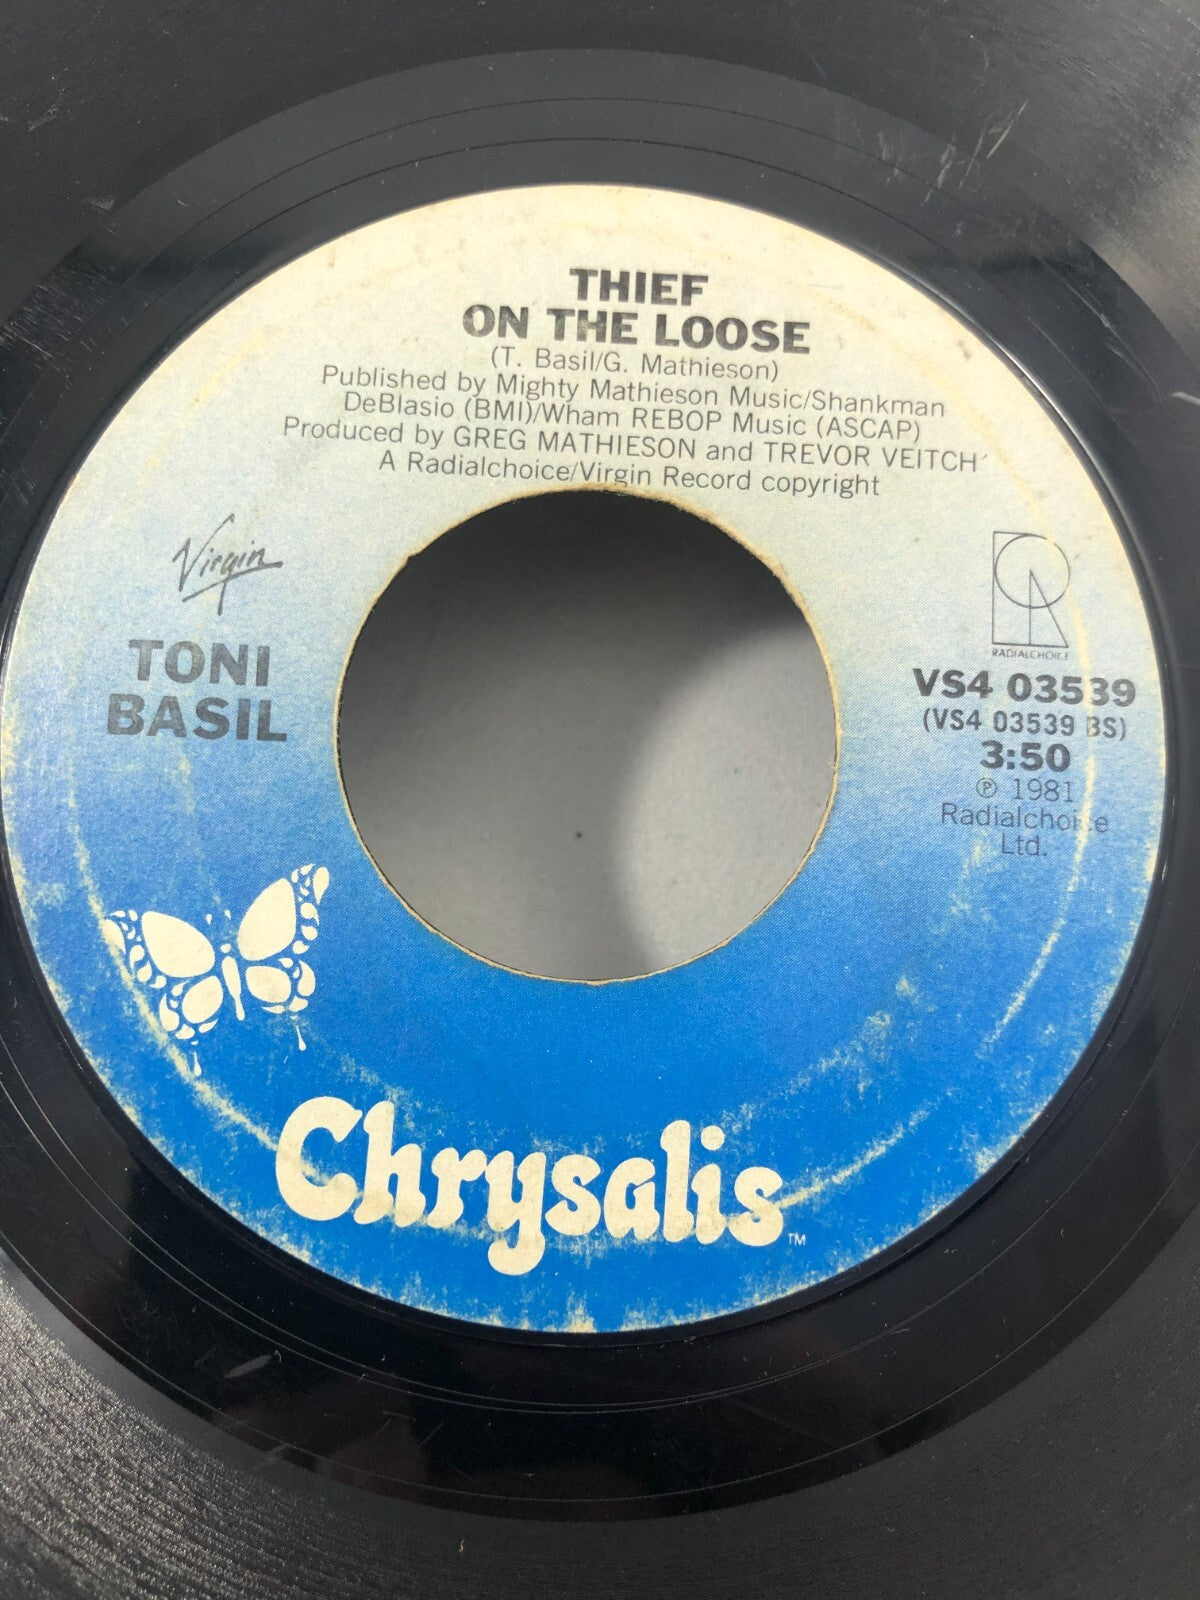 THIEF
ON THE LOOSE
(T. Basil/G. Mathieson)
Published by Mighty Mathieson Music/Shankman
DeBlasio (BMI)/Wham REBOP Music (ASCAP)
Produced by GREG MATHIESON and TREVOR VEITCH
A Radialchoice/Virgin Record copyright
Virgin
TONI
BASIL
RADIALCHOICE
VS4 03539
(VS4 03539 BS)
3:50
℗ 1981
Radialchoice
Ltd.
Chrysalis™